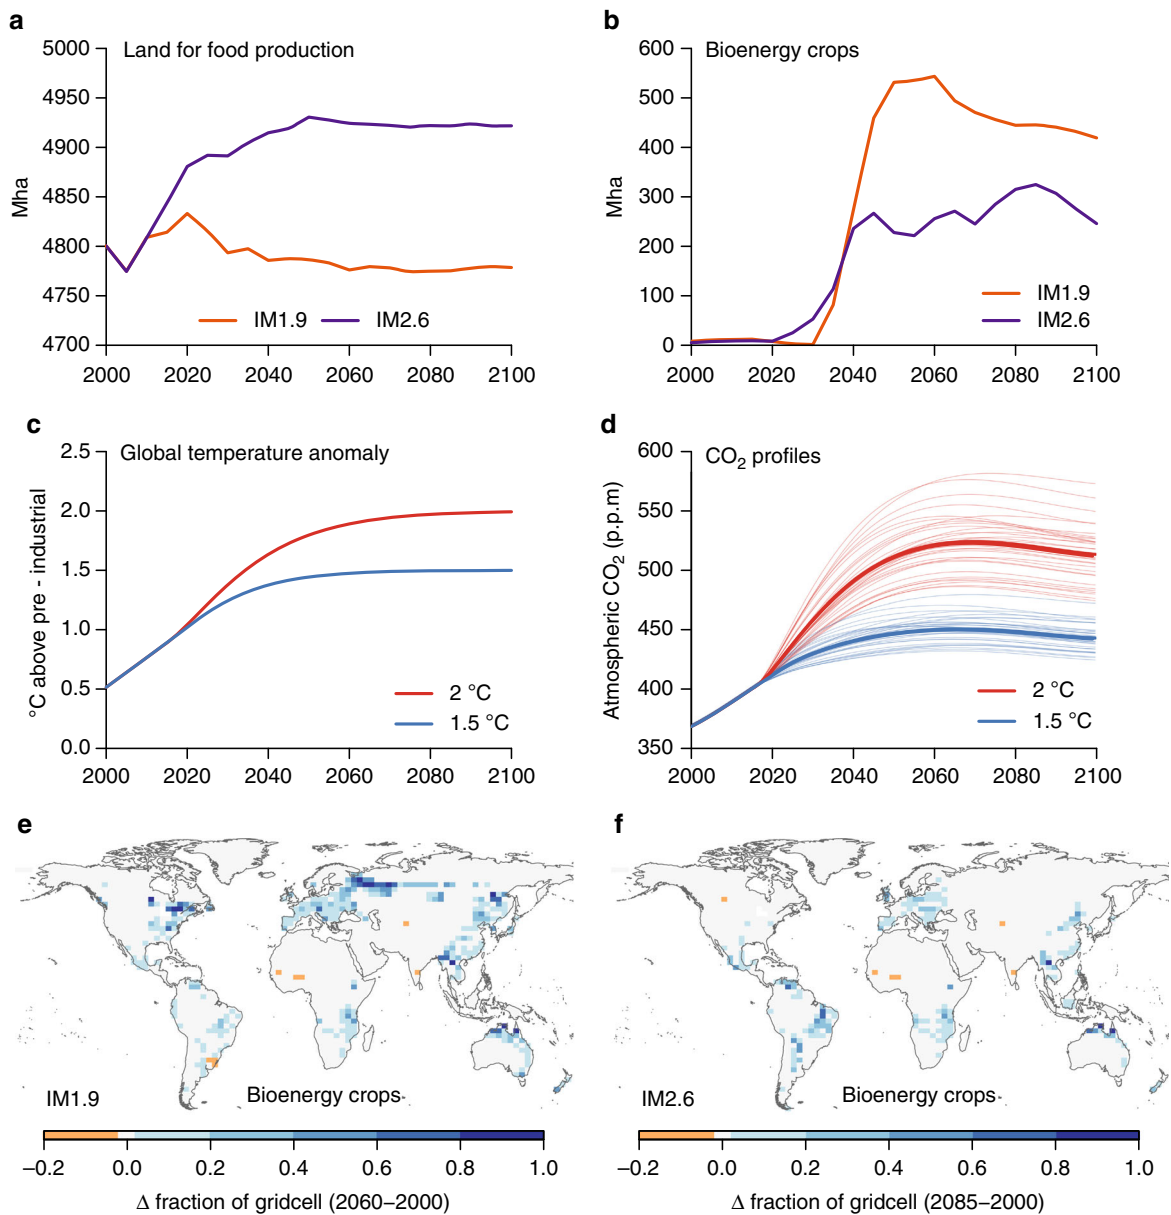 a
Land for food production
Mha
5000
4950
4900
4850
4800
4750
4700
IM1.9
IM2.6
2000 2020 2040 2060 2080 2100
b
Bioenergy crops
Mha
600
500
400
300
200
100
0
IM1.9
IM2.6
2000 2020 2040 2060 2080 2100
c
Global temperature anomaly
°C above pre - industrial
2.5
2.0
1.5
1.0
0.5
0.0
2 °C
1.5 °C
2000 2020 2040 2060 2080 2100
d
CO2 profiles
Atmospheric CO2 (p.p.m)
600
550
500
450
400
350
2 °C
1.5 °C
2000 2020 2040 2060 2080 2100
e
IM1.9
Bioenergy crops
−0.2 0.0 0.2 0.4 0.6 0.8 1.0
Δ fraction of gridcell (2060−2000)
f
IM2.6
Bioenergy crops
−0.2 0.0 0.2 0.4 0.6 0.8 1.0
Δ fraction of gridcell (2085−2000)